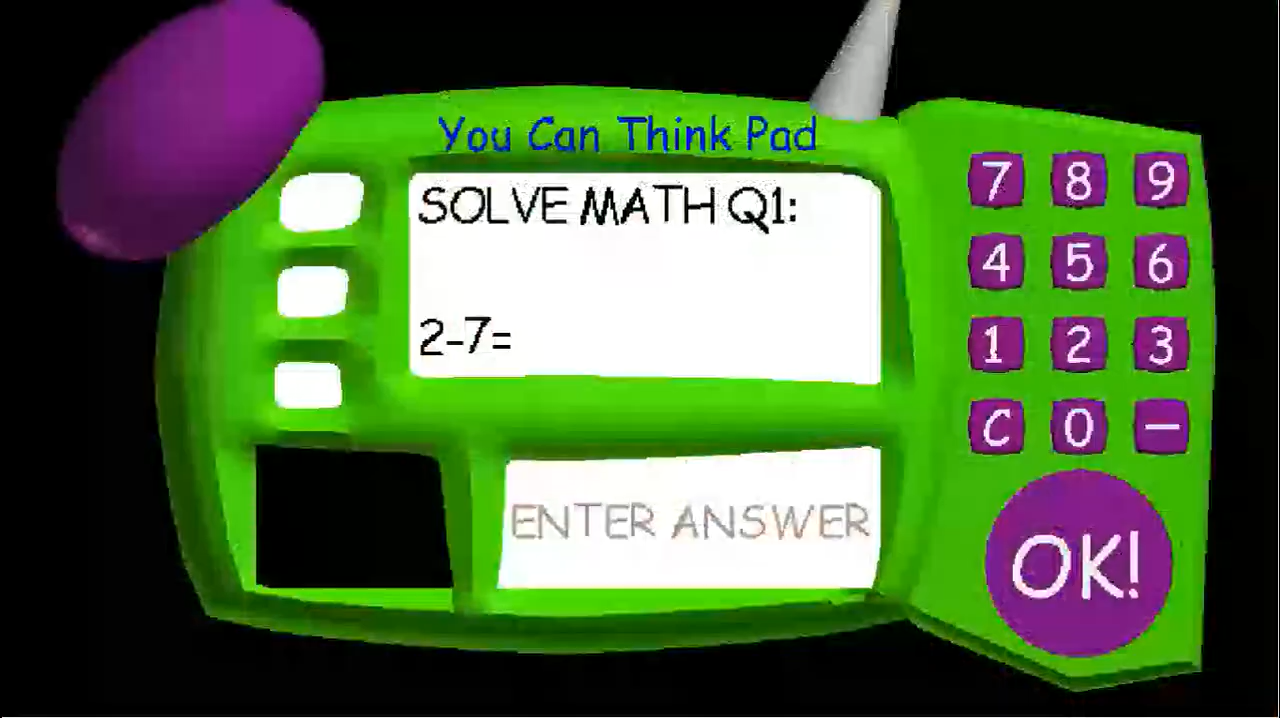 You Can Think Pad
SOLVE MATH Q1:
2-7=
ENTER ANSWER
7 8 9
4 5 6
1 2 3
C 0 −
OK!